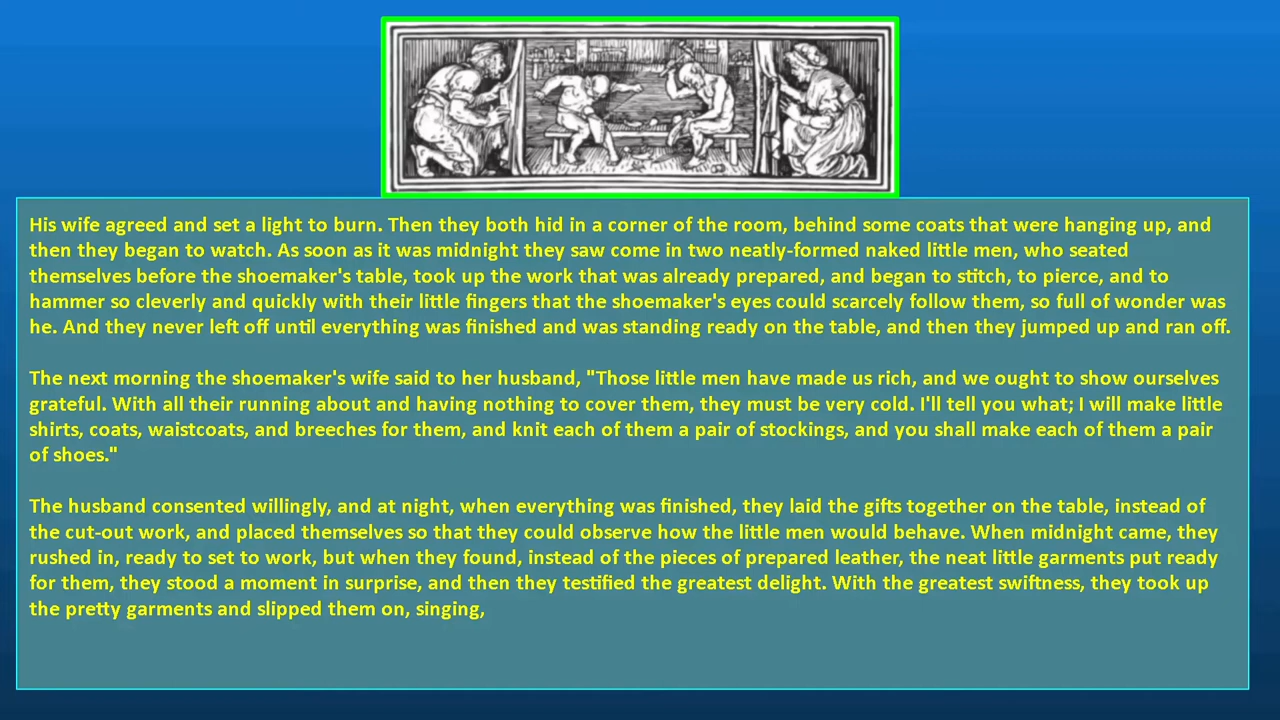 His wife agreed and set a light to burn. Then they both hid in a corner of the room, behind some coats that were hanging up, and
then they began to watch. As soon as it was midnight they saw come in two neatly-formed naked little men, who seated
themselves before the shoemaker's table, took up the work that was already prepared, and began to stitch, to pierce, and to
hammer so cleverly and quickly with their little fingers that the shoemaker's eyes could scarcely follow them, so full of wonder was
he. And they never left off until everything was finished and was standing ready on the table, and then they jumped up and ran off.
The next morning the shoemaker's wife said to her husband, "Those little men have made us rich, and we ought to show ourselves
grateful. With all their running about and having nothing to cover them, they must be very cold. I'll tell you what; I will make little
shirts, coats, waistcoats, and breeches for them, and knit each of them a pair of stockings, and you shall make each of them a pair
of shoes."
The husband consented willingly, and at night, when everything was finished, they laid the gifts together on the table, instead of
the cut-out work, and placed themselves so that they could observe how the little men would behave. When midnight came, they
rushed in, ready to set to work, but when they found, instead of the pieces of prepared leather, the neat little garments put ready
for them, they stood a moment in surprise, and then they testified the greatest delight. With the greatest swiftness, they took up
the pretty garments and slipped them on, singing,